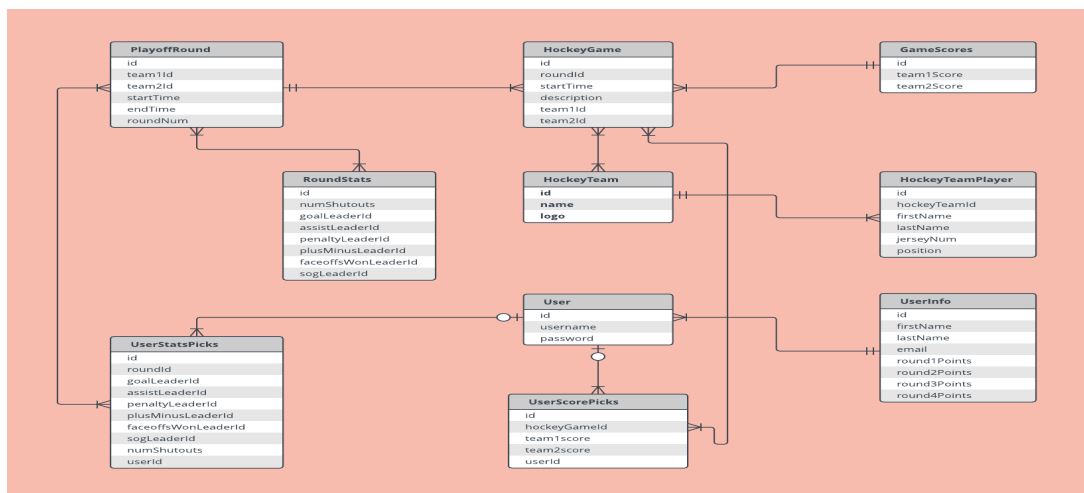 PlayoffRound
id
team1Id
team2Id
startTime
endTime
roundNum
HockeyGame
id
roundId
startTime
description
team1Id
team2Id
GameScores
id
team1Score
team2Score
RoundStats
id
numShutouts
goalLeaderId
assistLeaderId
penaltyLeaderId
plusMinusLeaderId
faceoffsWonLeaderId
sogLeaderId
HockeyTeam
id
name
logo
HockeyTeamPlayer
id
hockeyTeamId
firstName
lastName
jerseyNum
position
User
id
username
password
UserInfo
id
firstName
lastName
email
round1Points
round2Points
round3Points
round4Points
UserStatsPicks
id
roundId
goalLeaderId
assistLeaderId
penaltyLeaderId
plusMinusLeaderId
faceoffsWonLeaderId
sogLeaderId
numShutouts
userId
UserScorePicks
id
hockeyGameId
team1score
team2score
userId